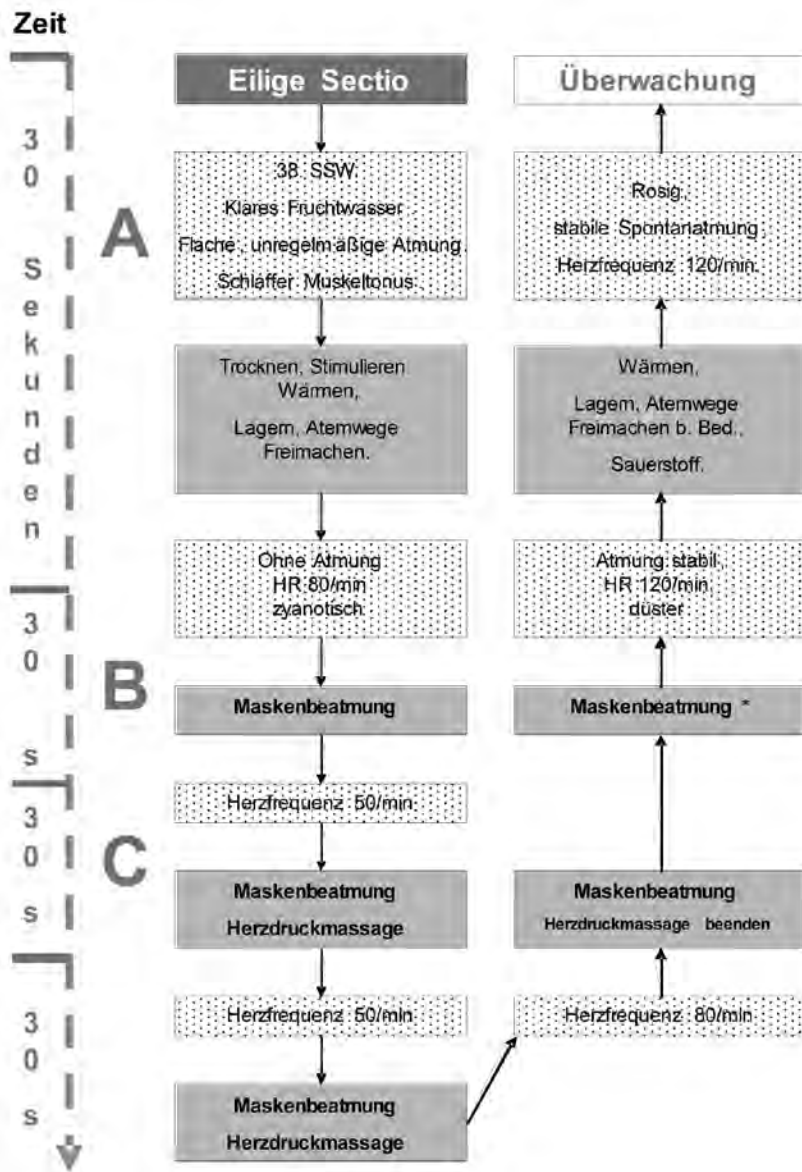 Zeit
30 Sekunden
30 s
30 s
30 s
A
B
C
Eilige Sectio
38. SSW.
Klares Fruchtwasser.
Flache, unregelmäßige Atmung.
Schlaffer Muskeltonus.
Trocknen, Stimulieren
Wärmen,
Lagern, Atemwege
Freimachen.
Ohne Atmung
HR 80/min
zyanotisch
Maskenbeatmung
Herzfrequenz 50/min
Maskenbeatmung
Herzdruckmassage
Herzfrequenz 50/min
Maskenbeatmung
Herzdruckmassage
Überwachung
Rosig,
stabile Spontanatmung
Herzfrequenz 120/min.
Wärmen,
Lagern, Atemwege
Freimachen b. Bed.,
Sauerstoff.
Atmung stabil,
HR 120/min,
düster
Maskenbeatmung *
Maskenbeatmung
Herzdruckmassage beenden
Herzfrequenz 80/min